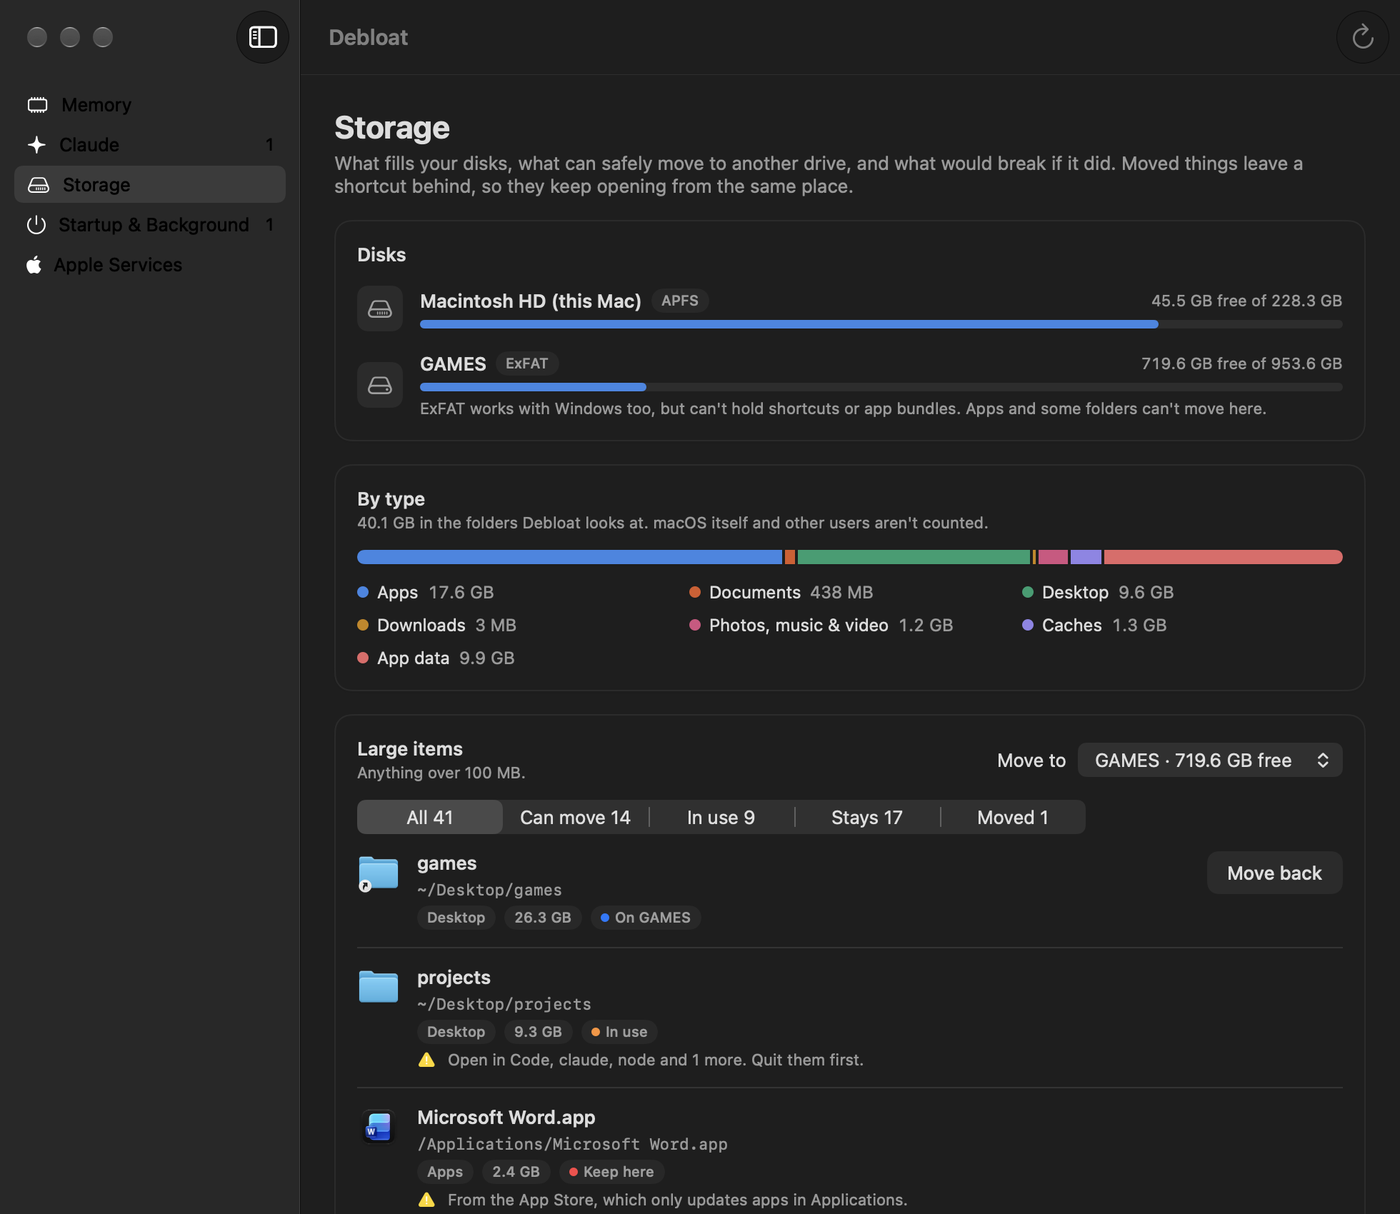 Debloat
Memory
Claude 1
Storage
Startup & Background 1
Apple Services
Storage
What fills your disks, what can safely move to another drive, and what would break if it did. Moved things leave a
shortcut behind, so they keep opening from the same place.
Disks
Macintosh HD (this Mac) APFS 45.5 GB free of 228.3 GB
GAMES ExFAT 719.6 GB free of 953.6 GB
ExFAT works with Windows too, but can't hold shortcuts or app bundles. Apps and some folders can't move here.
By type
40.1 GB in the folders Debloat looks at. macOS itself and other users aren't counted.
Apps 17.6 GB Documents 438 MB Desktop 9.6 GB
Downloads 3 MB Photos, music & video 1.2 GB Caches 1.3 GB
App data 9.9 GB
Large items
Anything over 100 MB.
Move to GAMES · 719.6 GB free
All 41 Can move 14 In use 9 Stays 17 Moved 1
games
~/Desktop/games
Desktop 26.3 GB On GAMES
Move back
projects
~/Desktop/projects
Desktop 9.3 GB In use
Open in Code, claude, node and 1 more. Quit them first.
W
Microsoft Word.app
/Applications/Microsoft Word.app
Apps 2.4 GB Keep here
From the App Store, which only updates apps in Applications.